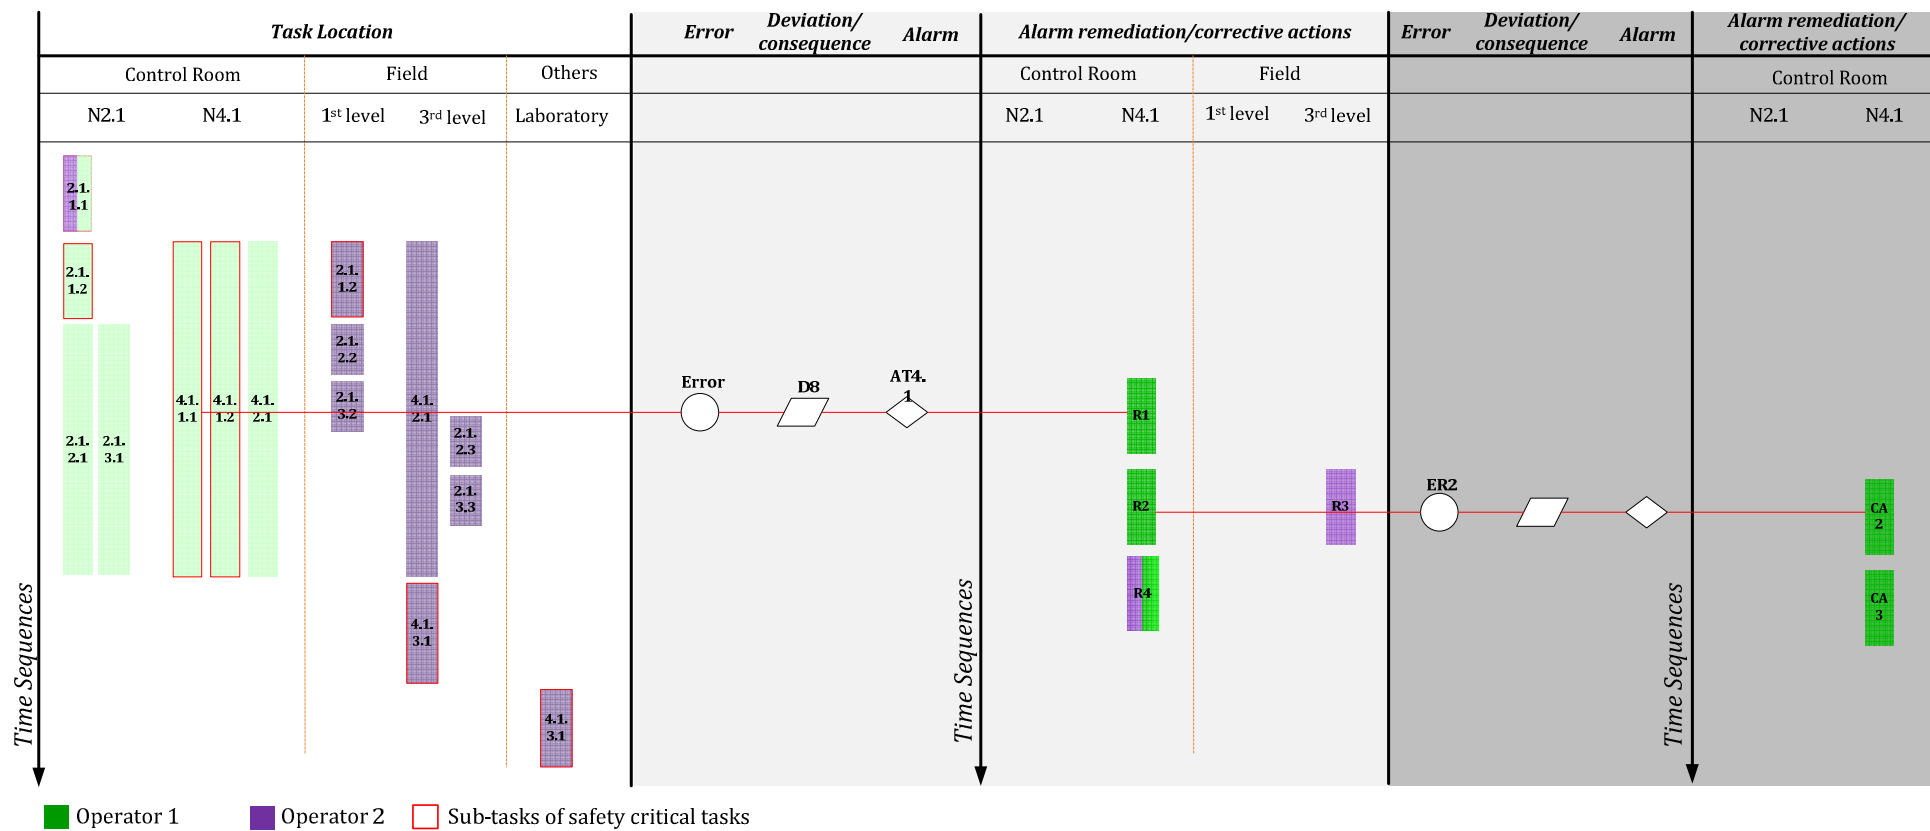 Task Location
Error
Deviation/
consequence
Alarm
Alarm remediation/corrective actions
Error
Deviation/
consequence
Alarm
Alarm remediation/
corrective actions
Control Room
Field
Others
Control Room
Field
Control Room
N2.1
N4.1
1st level
3rd level
Laboratory
N2.1
N4.1
1st level
3rd level
N2.1
N4.1
2.1.
1.1
2.1.
1.2
2.1.
2.1
2.1.
3.1
4.1.
1.1
4.1.
1.2
4.1.
2.1
2.1.
1.2
2.1.
2.2
2.1.
3.2
4.1.
2.1
2.1.
2.3
2.1.
3.3
4.1.
3.1
4.1.
3.1
Error
D8
AT4.
1
R1
R2
R3
R4
ER2
CA
2
CA
3
Time Sequences
Time Sequences
Time Sequences
Operator 1
Operator 2
Sub-tasks of safety critical tasks